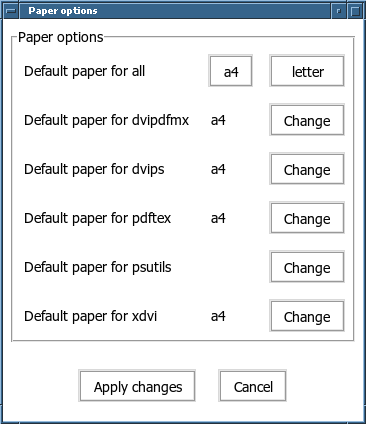 Paper options
Paper options
Default paper for all a4 letter
Default paper for dvipdfmx a4 Change
Default paper for dvips a4 Change
Default paper for pdftex a4 Change
Default paper for psutils Change
Default paper for xdvi a4 Change
Apply changes Cancel